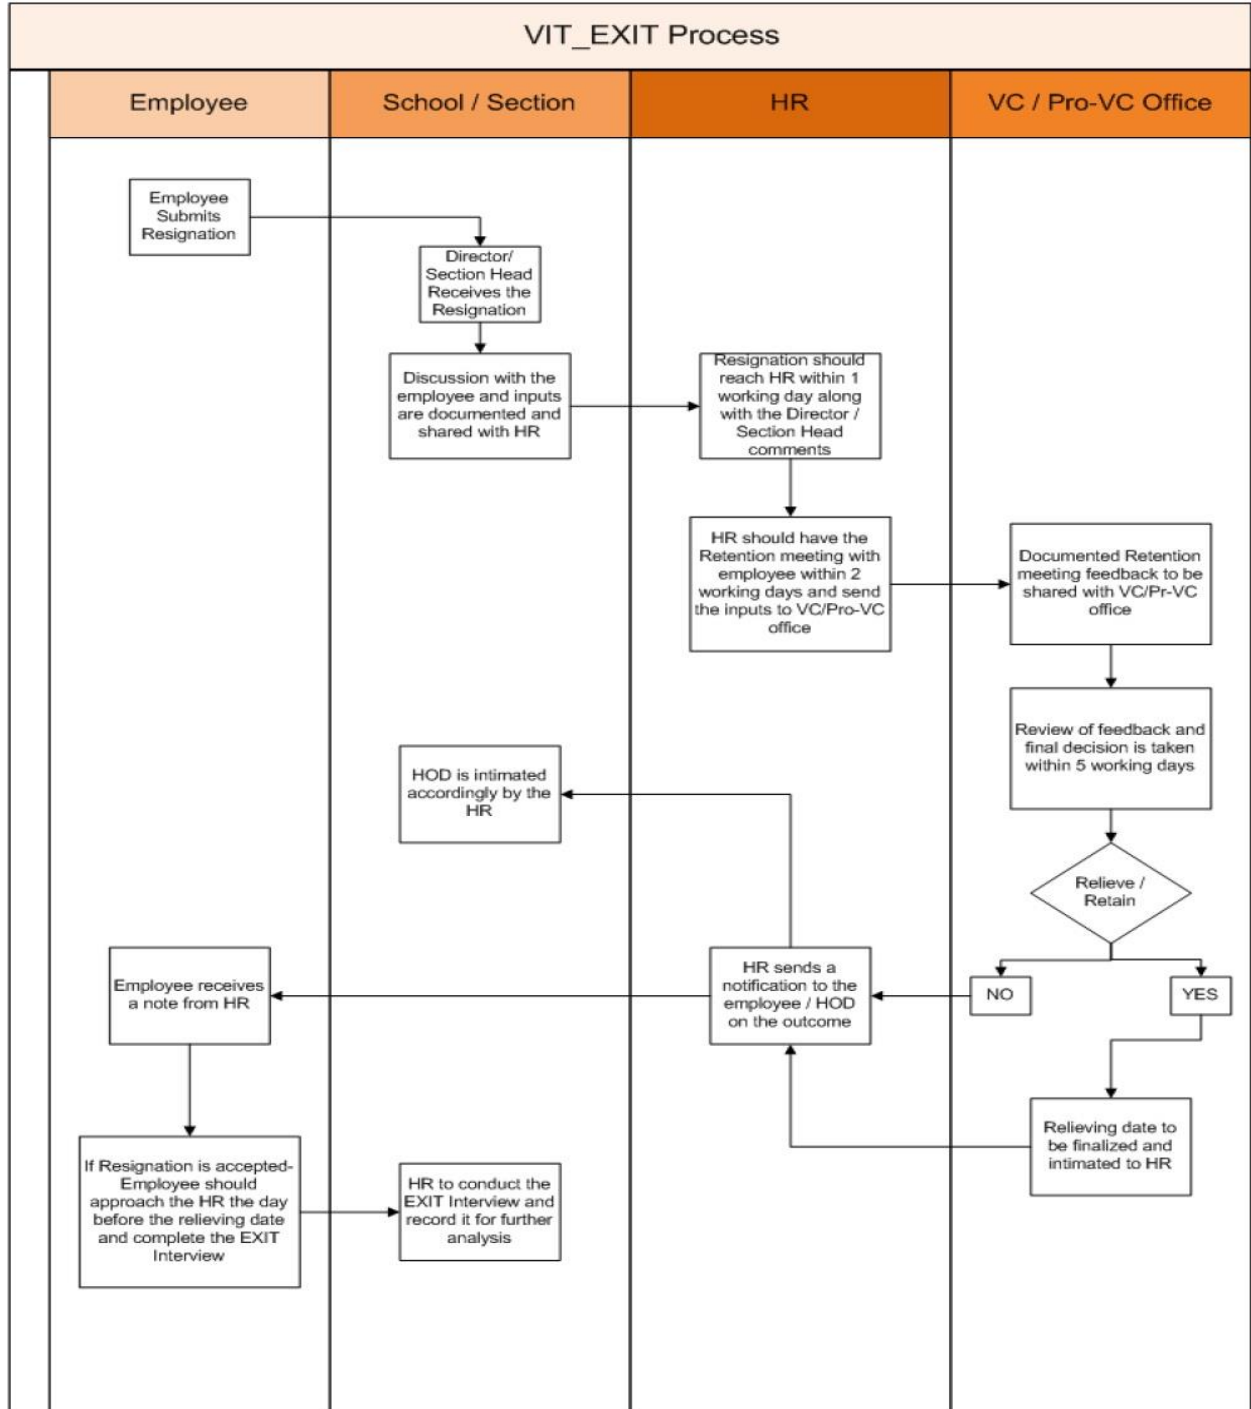 VIT_EXIT Process
Employee
School / Section
HR
VC / Pro-VC Office
Employee
Submits
Resignation
Director/
Section Head
Receives the
Resignation
Discussion with the
employee and inputs
are documented and
shared with HR
Resignation should
reach HR within 1
working day along
with the Director /
Section Head
comments
HR should have the
Retention meeting with
employee within 2
working days and send
the inputs to VC/Pro-VC
office
Documented Retention
meeting feedback to be
shared with VC/Pr-VC
office
Review of feedback and
final decision is taken
within 5 working days
Relieve /
Retain
NO
YES
Relieving date to
be finalized and
intimated to HR
HR sends a
notification to the
employee / HOD
on the outcome
HOD is intimated
accordingly by the
HR
Employee receives
a note from HR
If Resignation is accepted-
Employee should
approach the HR the day
before the relieving date
and complete the EXIT
Interview
HR to conduct the
EXIT Interview and
record it for further
analysis